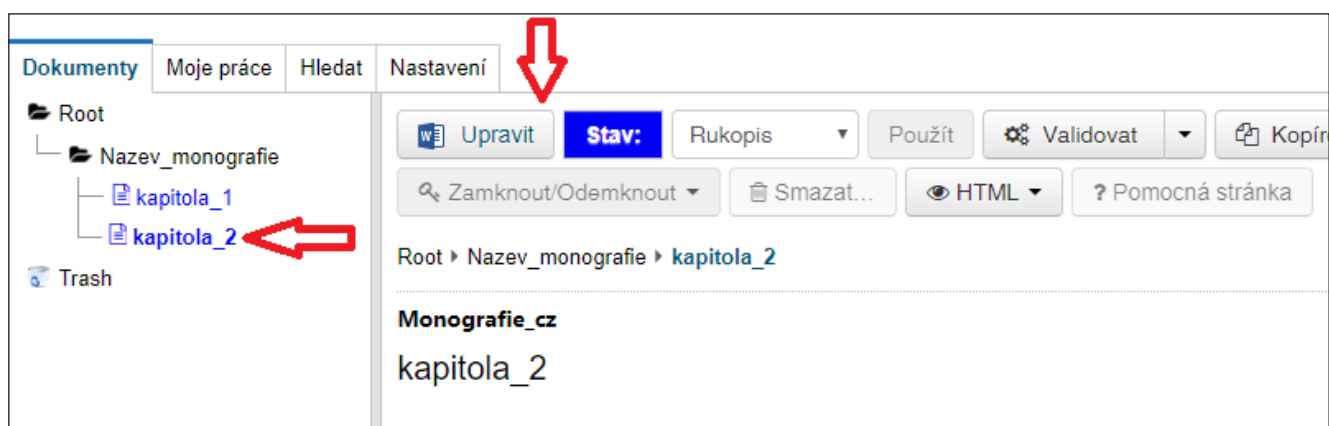 Dokumenty Moje práce Hledat Nastavení
Root
Nazev_monografie
kapitola_1
kapitola_2
Trash
Upravit Stav: Rukopis Použít Validovat Kopír
Zamknout/Odemknout Smazat... HTML ? Pomocná stránka
Root Nazev_monografie kapitola_2
Monografie_cz
kapitola_2